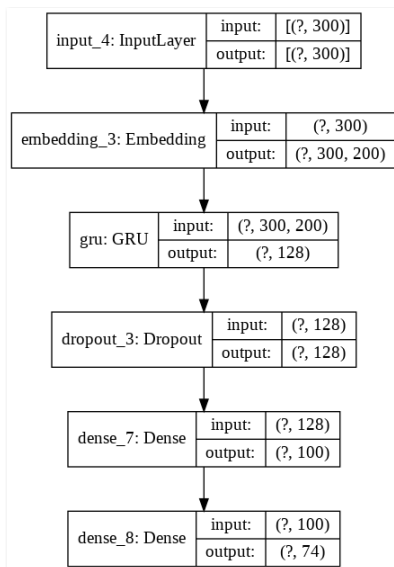 input_4: InputLayer input: [(?, 300)]
output: [(?, 300)]
embedding_3: Embedding input: (?, 300)
output: (?, 300, 200)
gru: GRU input: (?, 300, 200)
output: (?, 128)
dropout_3: Dropout input: (?, 128)
output: (?, 128)
dense_7: Dense input: (?, 128)
output: (?, 100)
dense_8: Dense input: (?, 100)
output: (?, 74)